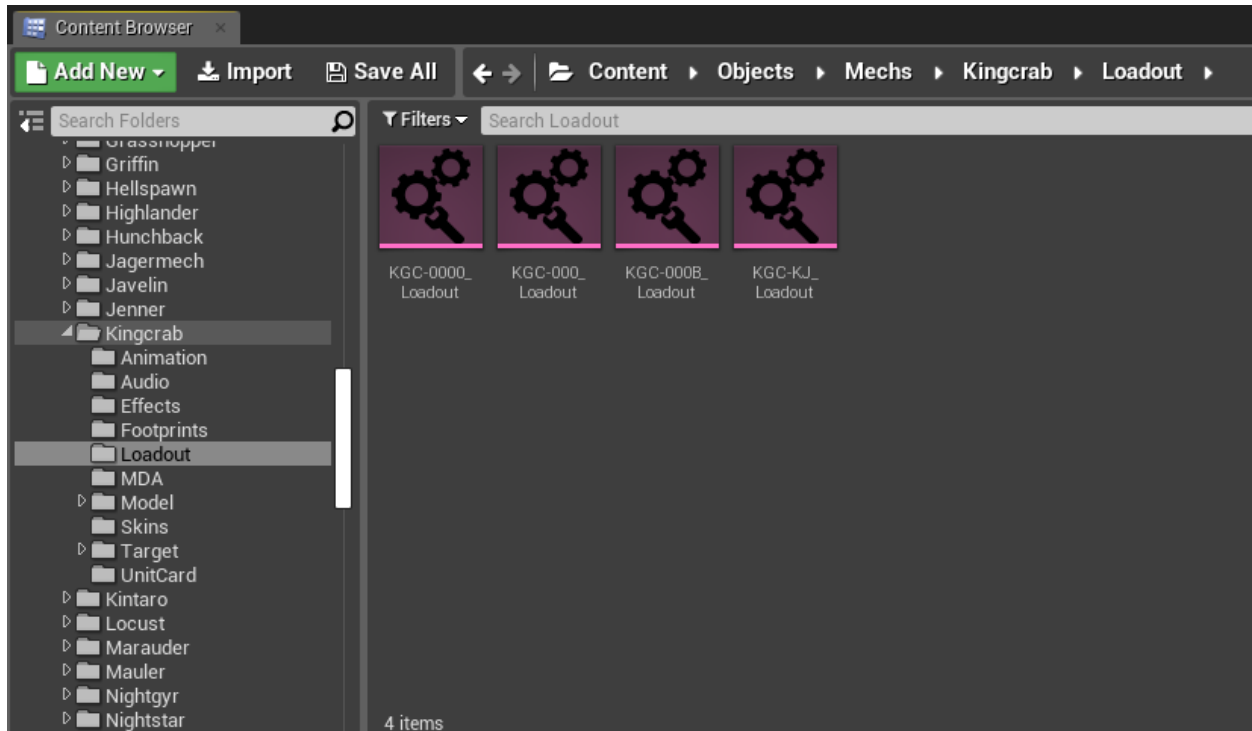 Content Browser
Add New
Import
Save All
Content
Objects
Mechs
Kingcrab
Loadout
Search Folders
Filters
Search Loadout
Grasshopper
Griffin
Hellspawn
Highlander
Hunchback
Jagermech
Javelin
Jenner
Kingcrab
Animation
Audio
Effects
Footprints
Loadout
MDA
Model
Skins
Target
UnitCard
Kintaro
Locust
Marauder
Mauler
Nightgyr
Nightstar
KGC-0000_
Loadout
KGC-000_
Loadout
KGC-000B_
Loadout
KGC-KJ_
Loadout
4 items